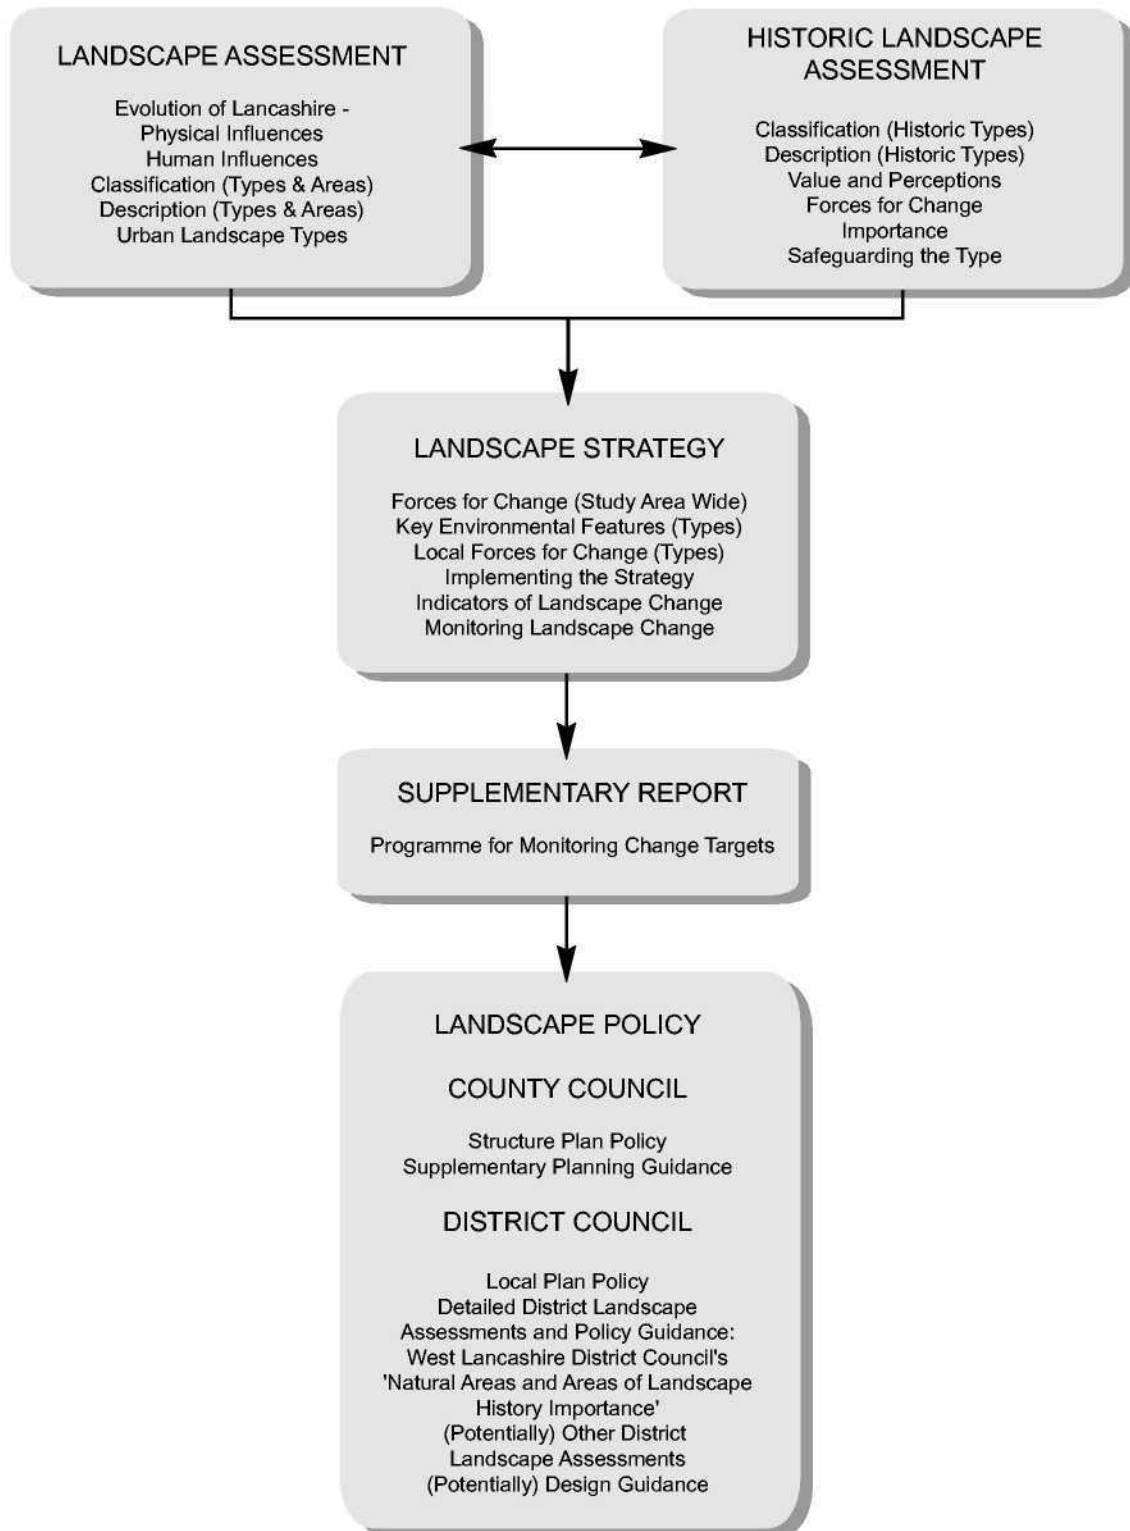 LANDSCAPE ASSESSMENT
Evolution of Lancashire -
Physical Influences
Human Influences
Classification (Types & Areas)
Description (Types & Areas)
Urban Landscape Types
HISTORIC LANDSCAPE
ASSESSMENT
Classification (Historic Types)
Description (Historic Types)
Value and Perceptions
Forces for Change
Importance
Safeguarding the Type
LANDSCAPE STRATEGY
Forces for Change (Study Area Wide)
Key Environmental Features (Types)
Local Forces for Change (Types)
Implementing the Strategy
Indicators of Landscape Change
Monitoring Landscape Change
SUPPLEMENTARY REPORT
Programme for Monitoring Change Targets
LANDSCAPE POLICY
COUNTY COUNCIL
Structure Plan Policy
Supplementary Planning Guidance
DISTRICT COUNCIL
Local Plan Policy
Detailed District Landscape
Assessments and Policy Guidance:
West Lancashire District Council's
'Natural Areas and Areas of Landscape
History Importance'
(Potentially) Other District
Landscape Assessments
(Potentially) Design Guidance